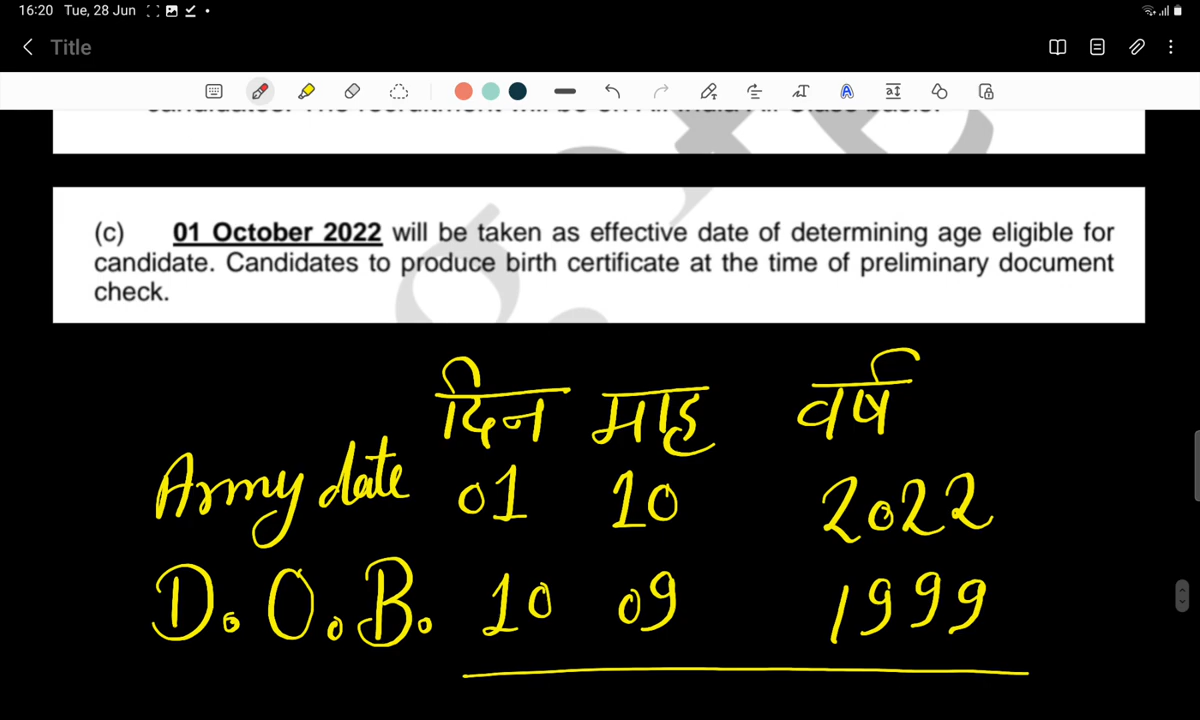 16:20 Tue, 28 Jun
Title
(c) 01 October 2022 will be taken as effective date of determining age eligible for
candidate. Candidates to produce birth certificate at the time of preliminary document
check.
दिन माह वर्ष
Army date 01 10 2022
D.O.B. 10 09 1999